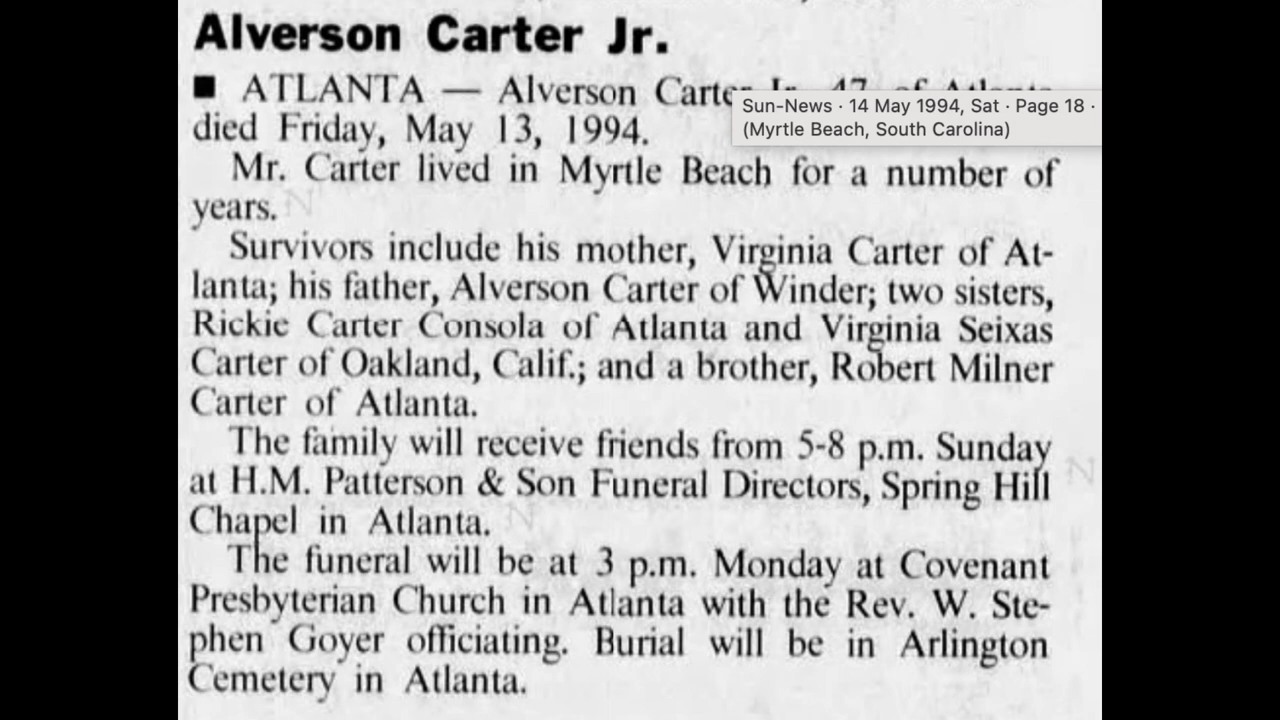 Alverson Carter Jr.
■ ATLANTA — Alverson Carter Jr., 47, of Atlanta
Sun-News · 14 May 1994, Sat · Page 18 ·
(Myrtle Beach, South Carolina)
died Friday, May 13, 1994.
Mr. Carter lived in Myrtle Beach for a number of
years.
Survivors include his mother, Virginia Carter of At-
lanta; his father, Alverson Carter of Winder; two sisters,
Rickie Carter Consola of Atlanta and Virginia Seixas
Carter of Oakland, Calif.; and a brother, Robert Milner
Carter of Atlanta.
The family will receive friends from 5-8 p.m. Sunday
at H.M. Patterson & Son Funeral Directors, Spring Hill
Chapel in Atlanta.
The funeral will be at 3 p.m. Monday at Covenant
Presbyterian Church in Atlanta with the Rev. W. Ste-
phen Goyer officiating. Burial will be in Arlington
Cemetery in Atlanta.